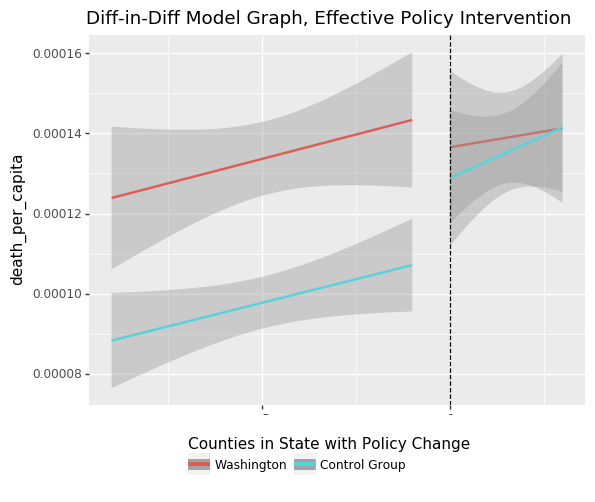 Diff-in-Diff Model Graph, Effective Policy Intervention
0.00016
0.00014
0.00012
0.00010
0.00008
death_per_capita
Counties in State with Policy Change
Washington
Control Group